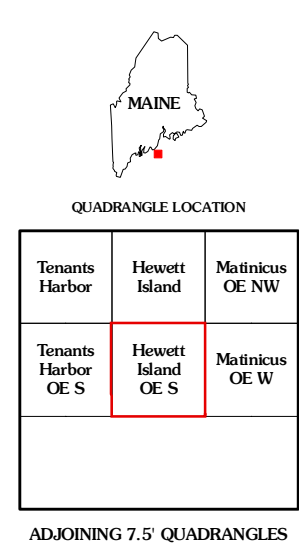 MAINE
QUADRANGLE LOCATION
Tenants
Harbor
Hewett
Island
Matinicus
OE NW
Tenants
Harbor
OE S
Hewett
Island
OE S
Matinicus
OE W
ADJOINING 7.5' QUADRANGLES